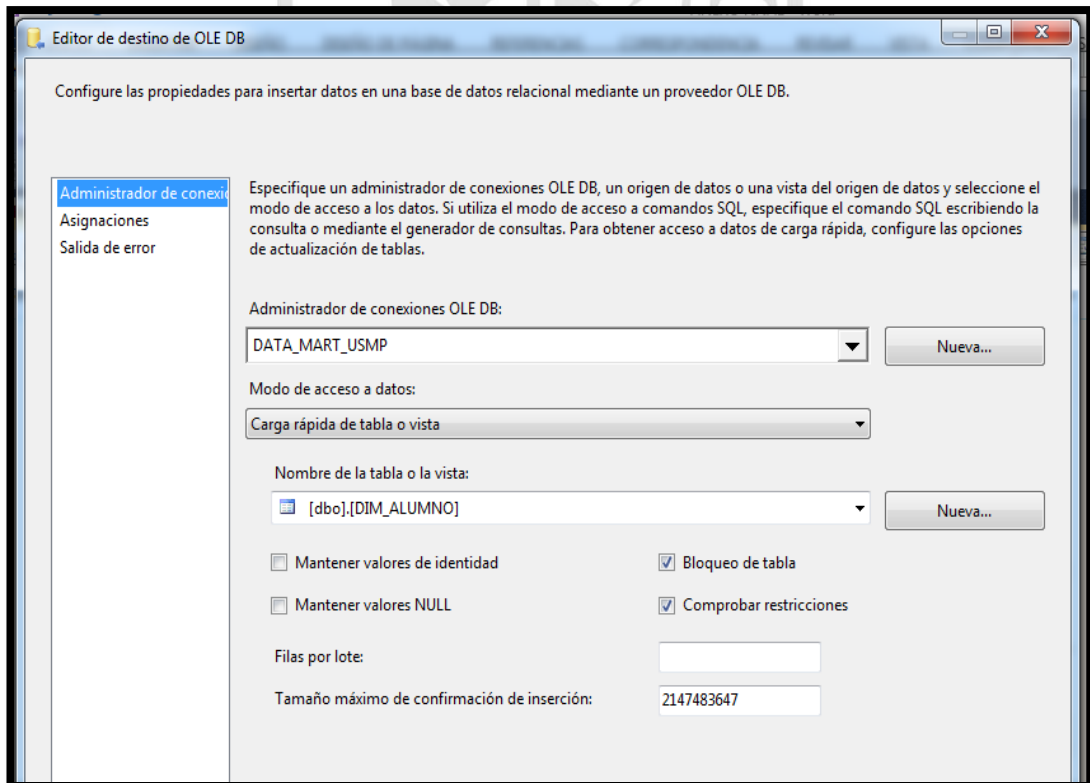 Editor de destino de OLE DB
Configure las propiedades para insertar datos en una base de datos relacional mediante un proveedor OLE DB.
Administrador de conexi
Asignaciones
Salida de error
Especifique un administrador de conexiones OLE DB, un origen de datos o una vista del origen de datos y seleccione el
modo de acceso a los datos. Si utiliza el modo de acceso a comandos SQL, especifique el comando SQL escribiendo la
consulta o mediante el generador de consultas. Para obtener acceso a datos de carga rápida, configure las opciones
de actualización de tablas.
Administrador de conexiones OLE DB:
DATA_MART_USMP
Nueva...
Modo de acceso a datos:
Carga rápida de tabla o vista
Nombre de la tabla o la vista:
[dbo].[DIM_ALUMNO]
Nueva...
Mantener valores de identidad
Bloqueo de tabla
Mantener valores NULL
Comprobar restricciones
Filas por lote:
Tamaño máximo de confirmación de inserción:
2147483647